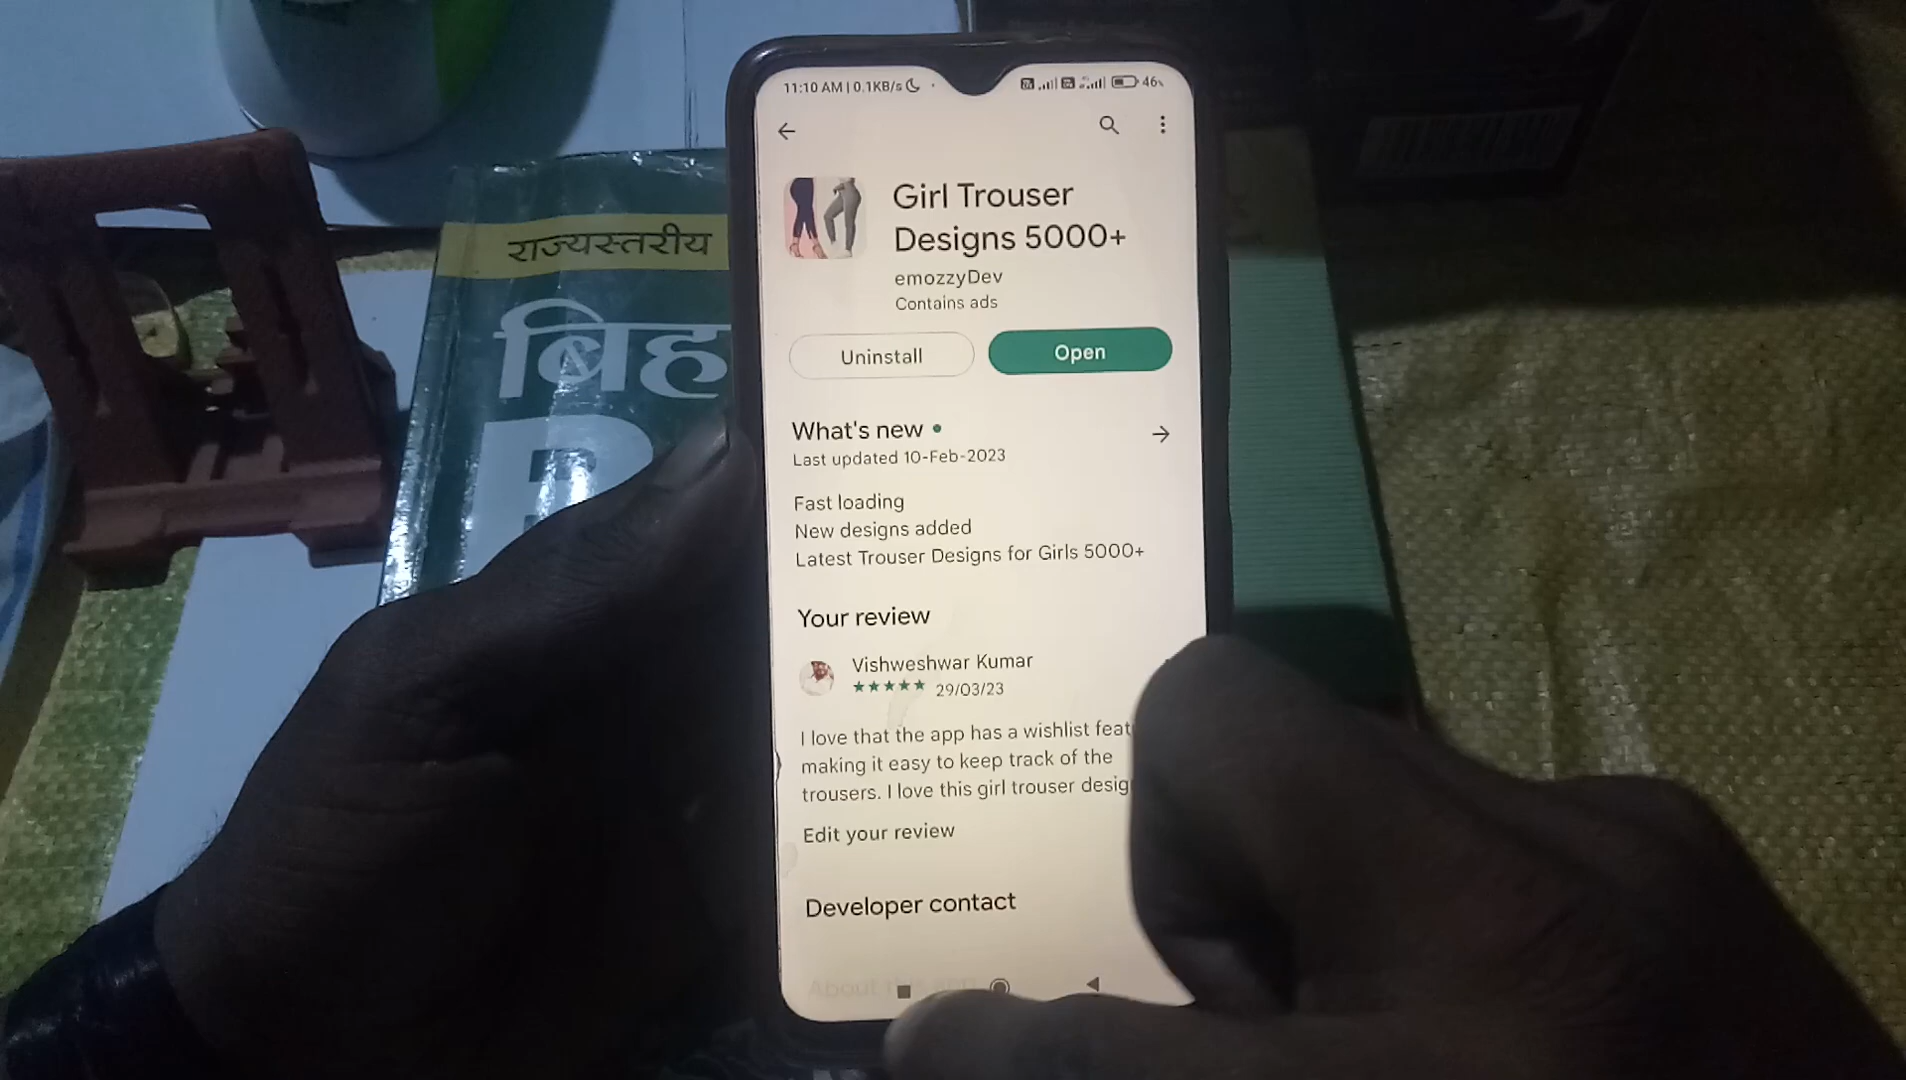 11:10 AM | 0.1KB/s
46%
Girl Trouser
Designs 5000+
emozzyDev
Contains ads
Uninstall
Open
What's new
Last updated 10-Feb-2023
Fast loading
New designs added
Latest Trouser Designs for Girls 5000+
Your review
Vishweshwar Kumar
★★★★★ 29/03/23
I love that the app has a wishlist feat
making it easy to keep track of the
trousers. I love this girl trouser desig
Edit your review
Developer contact
About
राज्यस्तरीय
बिह